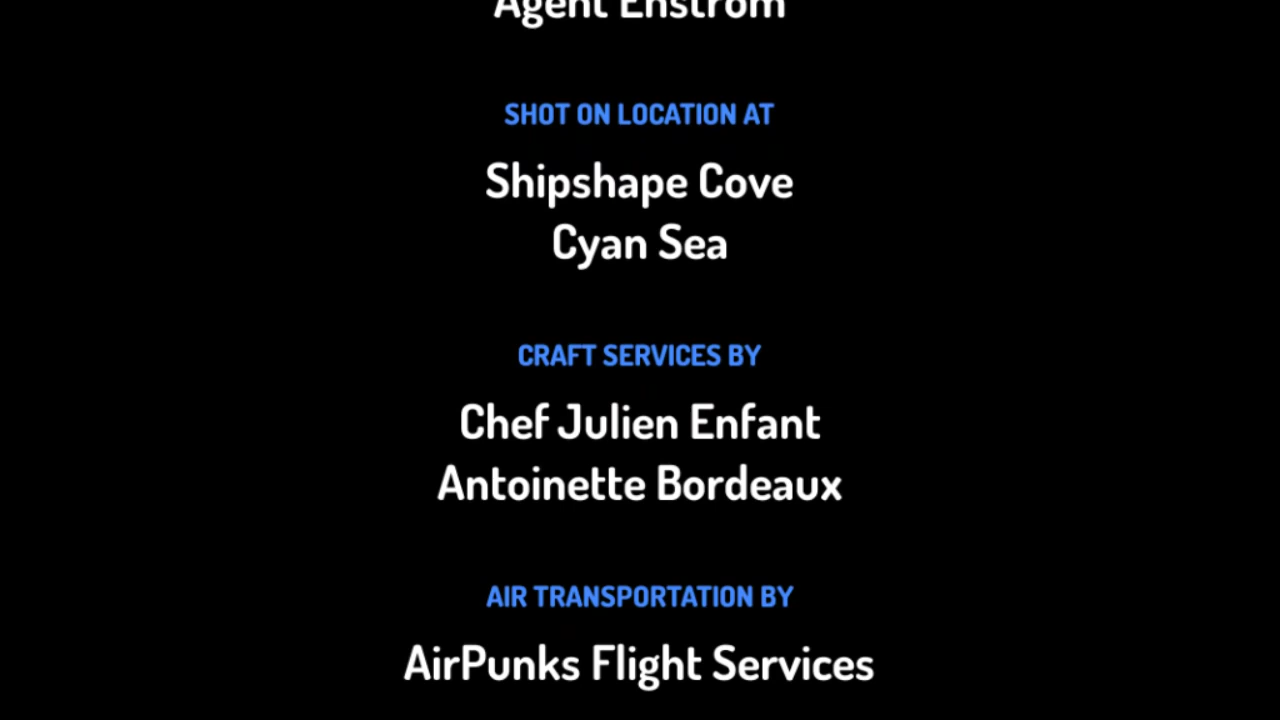 Agent Enstrom
SHOT ON LOCATION AT
Shipshape Cove
Cyan Sea
CRAFT SERVICES BY
Chef Julien Enfant
Antoinette Bordeaux
AIR TRANSPORTATION BY
AirPunks Flight Services